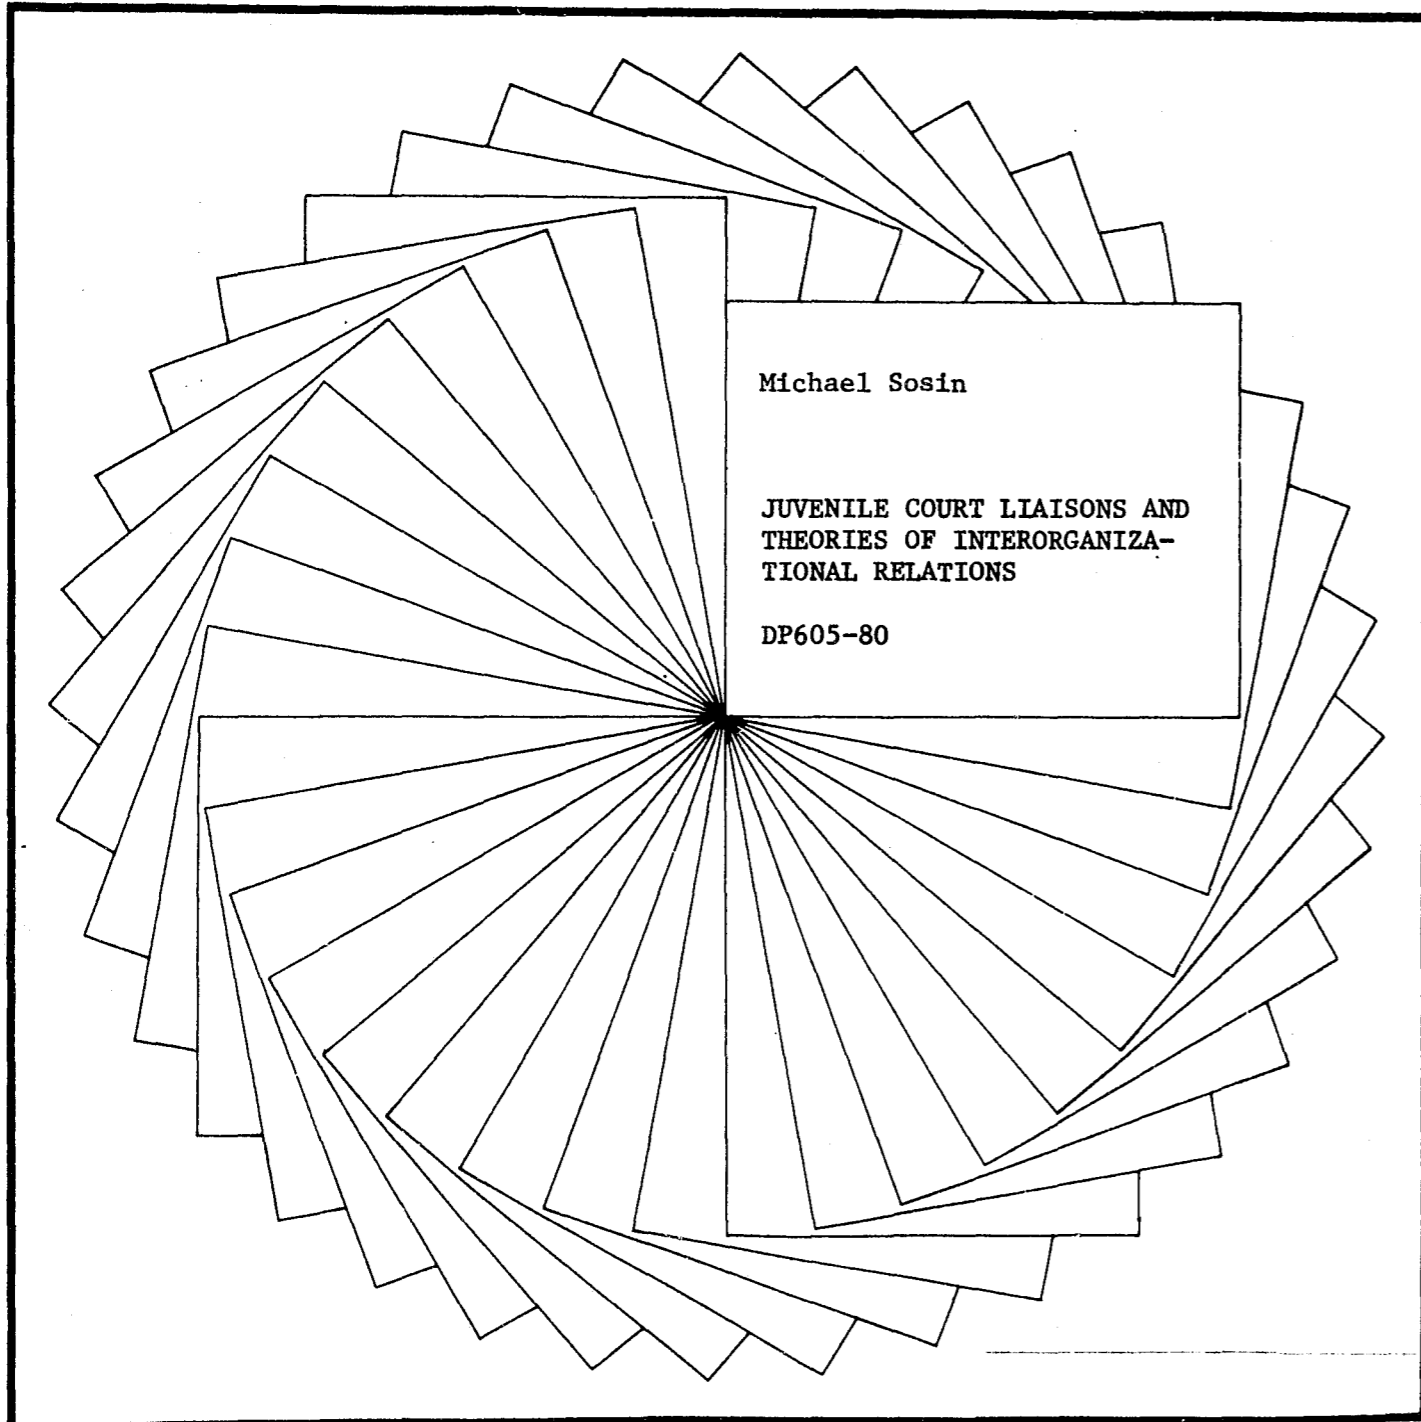 Michael Sosin
JUVENILE COURT LIAISONS AND
THEORIES OF INTERORGANIZA-
TIONAL RELATIONS
DP605-80